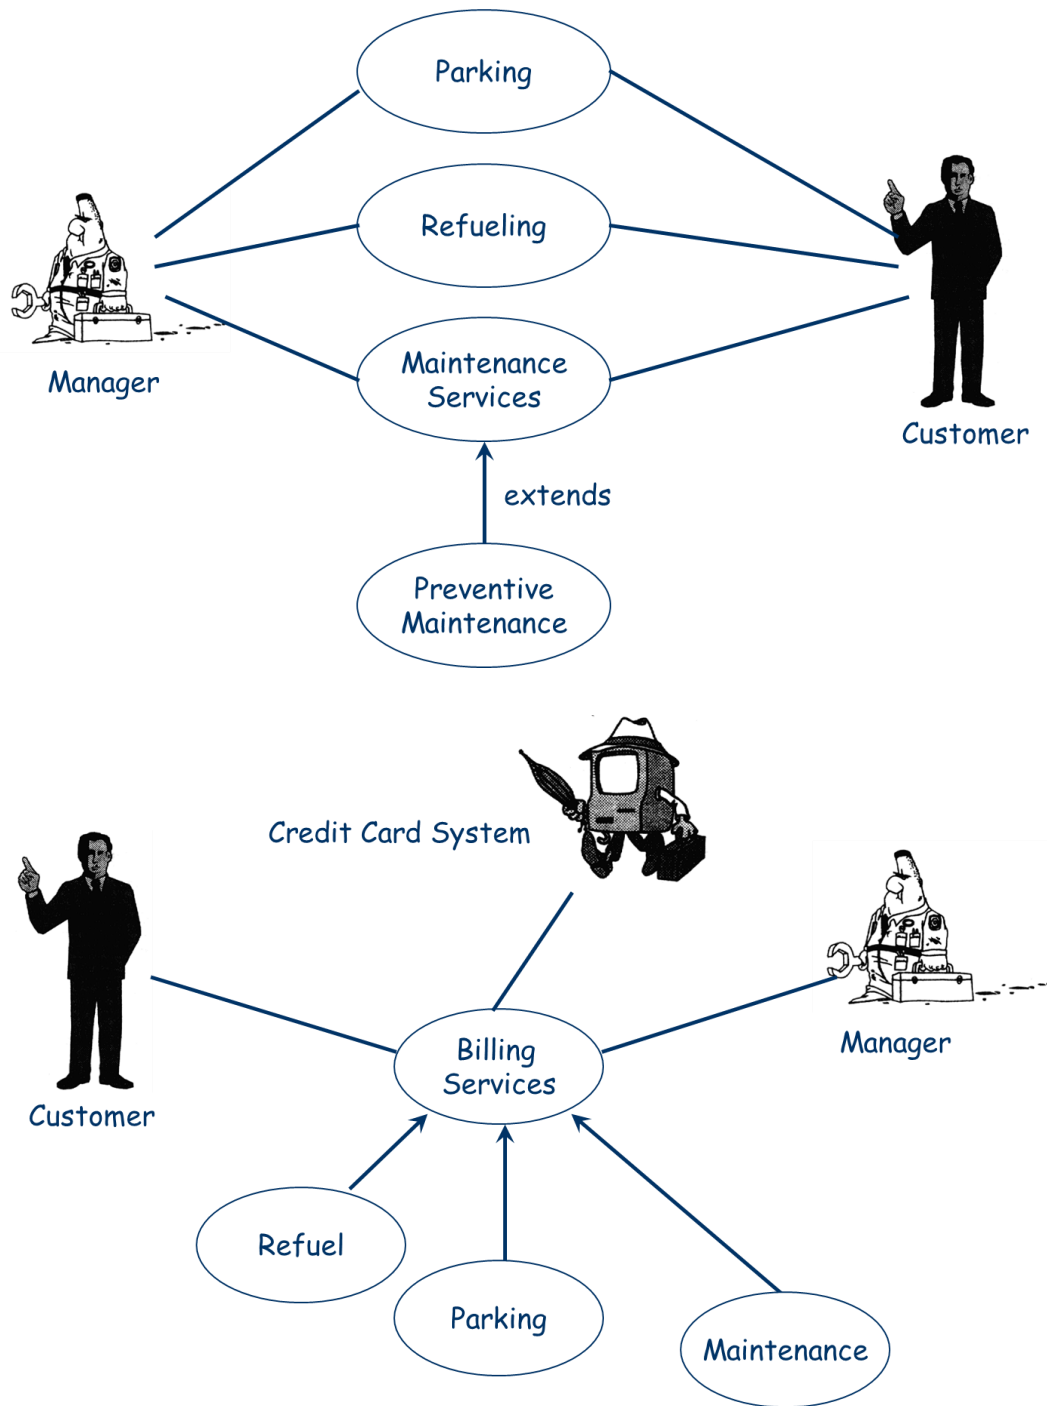 Parking
Refueling
Maintenance
Services
Manager
Customer
extends
Preventive
Maintenance
Credit Card System
Billing
Services
Manager
Customer
Refuel
Parking
Maintenance